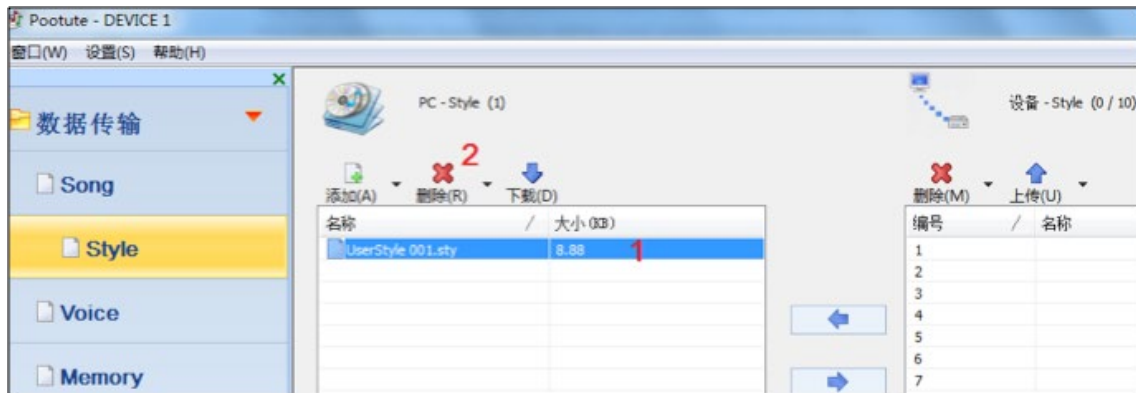 Pootute - DEVICE 1
窗口(W) 设置(S) 帮助(H)
数据传输
Song
Style
Voice
Memory
PC - Style (1)
2
添加(A) 删除(R) 下载(D)
名称 / 大小(KB)
UserStyle 001.sty 8.88 1
设备 - Style (0 / 10)
删除(M) 上传(U)
编号 / 名称
1
2
3
4
5
6
7